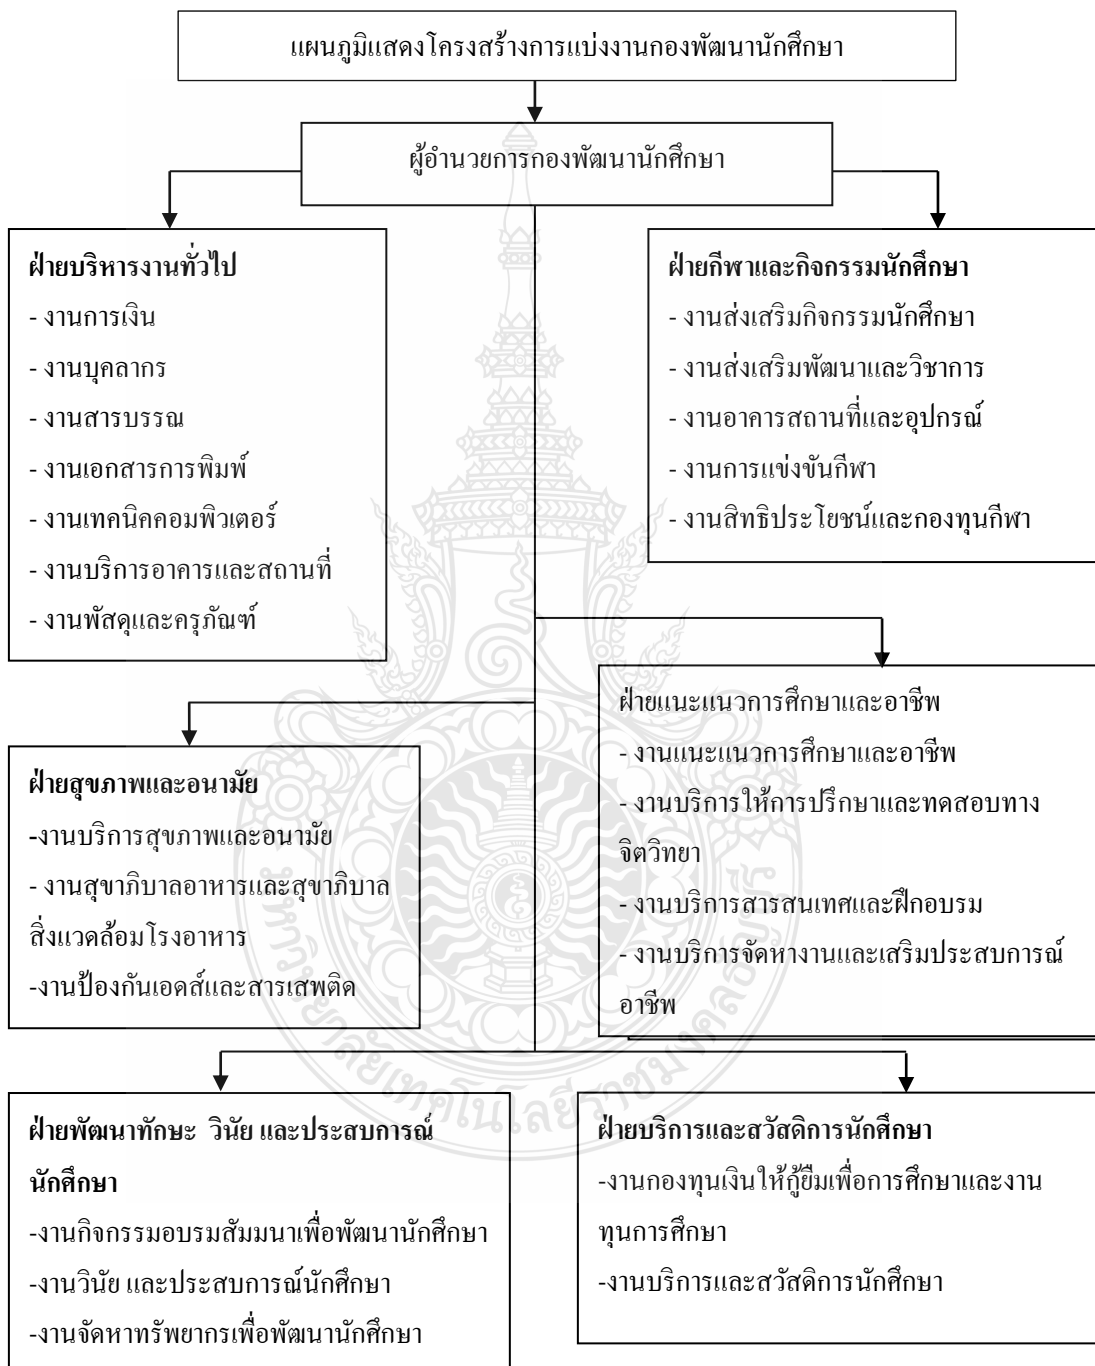 แผนภูมิแสดงโครงสร้างการแบ่งงานกองพัฒนานักศึกษา
ผู้อำนวยการกองพัฒนานักศึกษา
ฝ่ายบริหารงานทั่วไป
- งานการเงิน
- งานบุคลากร
- งานสารบรรณ
- งานเอกสารการพิมพ์
- งานเทคนิคคอมพิวเตอร์
- งานบริการอาคารและสถานที่
- งานพัสดุและครุภัณฑ์
ฝ่ายกีฬาและกิจกรรมนักศึกษา
- งานส่งเสริมกิจกรรมนักศึกษา
- งานส่งเสริมพัฒนาและวิชาการ
- งานอาคารสถานที่และอุปกรณ์
- งานการแข่งขันกีฬา
- งานสิทธิประโยชน์และกองทุนกีฬา
ฝ่ายสุขภาพและอนามัย
-งานบริการสุขภาพและอนามัย
- งานสุขาภิบาลอาหารและสุขาภิบาล
สิ่งแวดล้อมโรงอาหาร
-งานป้องกันเอดส์และสารเสพติด
ฝ่ายแนะแนวการศึกษาและอาชีพ
- งานแนะแนวการศึกษาและอาชีพ
- งานบริการให้การปรึกษาและทดสอบทาง
จิตวิทยา
- งานบริการสารสนเทศและฝึกอบรม
- งานบริการจัดหางานและเสริมประสบการณ์
อาชีพ
ฝ่ายพัฒนาทักษะ วินัย และประสบการณ์
นักศึกษา
-งานกิจกรรมอบรมสัมมนาเพื่อพัฒนานักศึกษา
-งานวินัย และประสบการณ์นักศึกษา
-งานจัดหาทรัพยากรเพื่อพัฒนานักศึกษา
ฝ่ายบริการและสวัสดิการนักศึกษา
-งานกองทุนเงินให้กู้ยืมเพื่อการศึกษาและงาน
ทุนการศึกษา
-งานบริการและสวัสดิการนักศึกษา
มหาวิทยาลัยเทคโนโลยีราชมงคลธัญบุรี